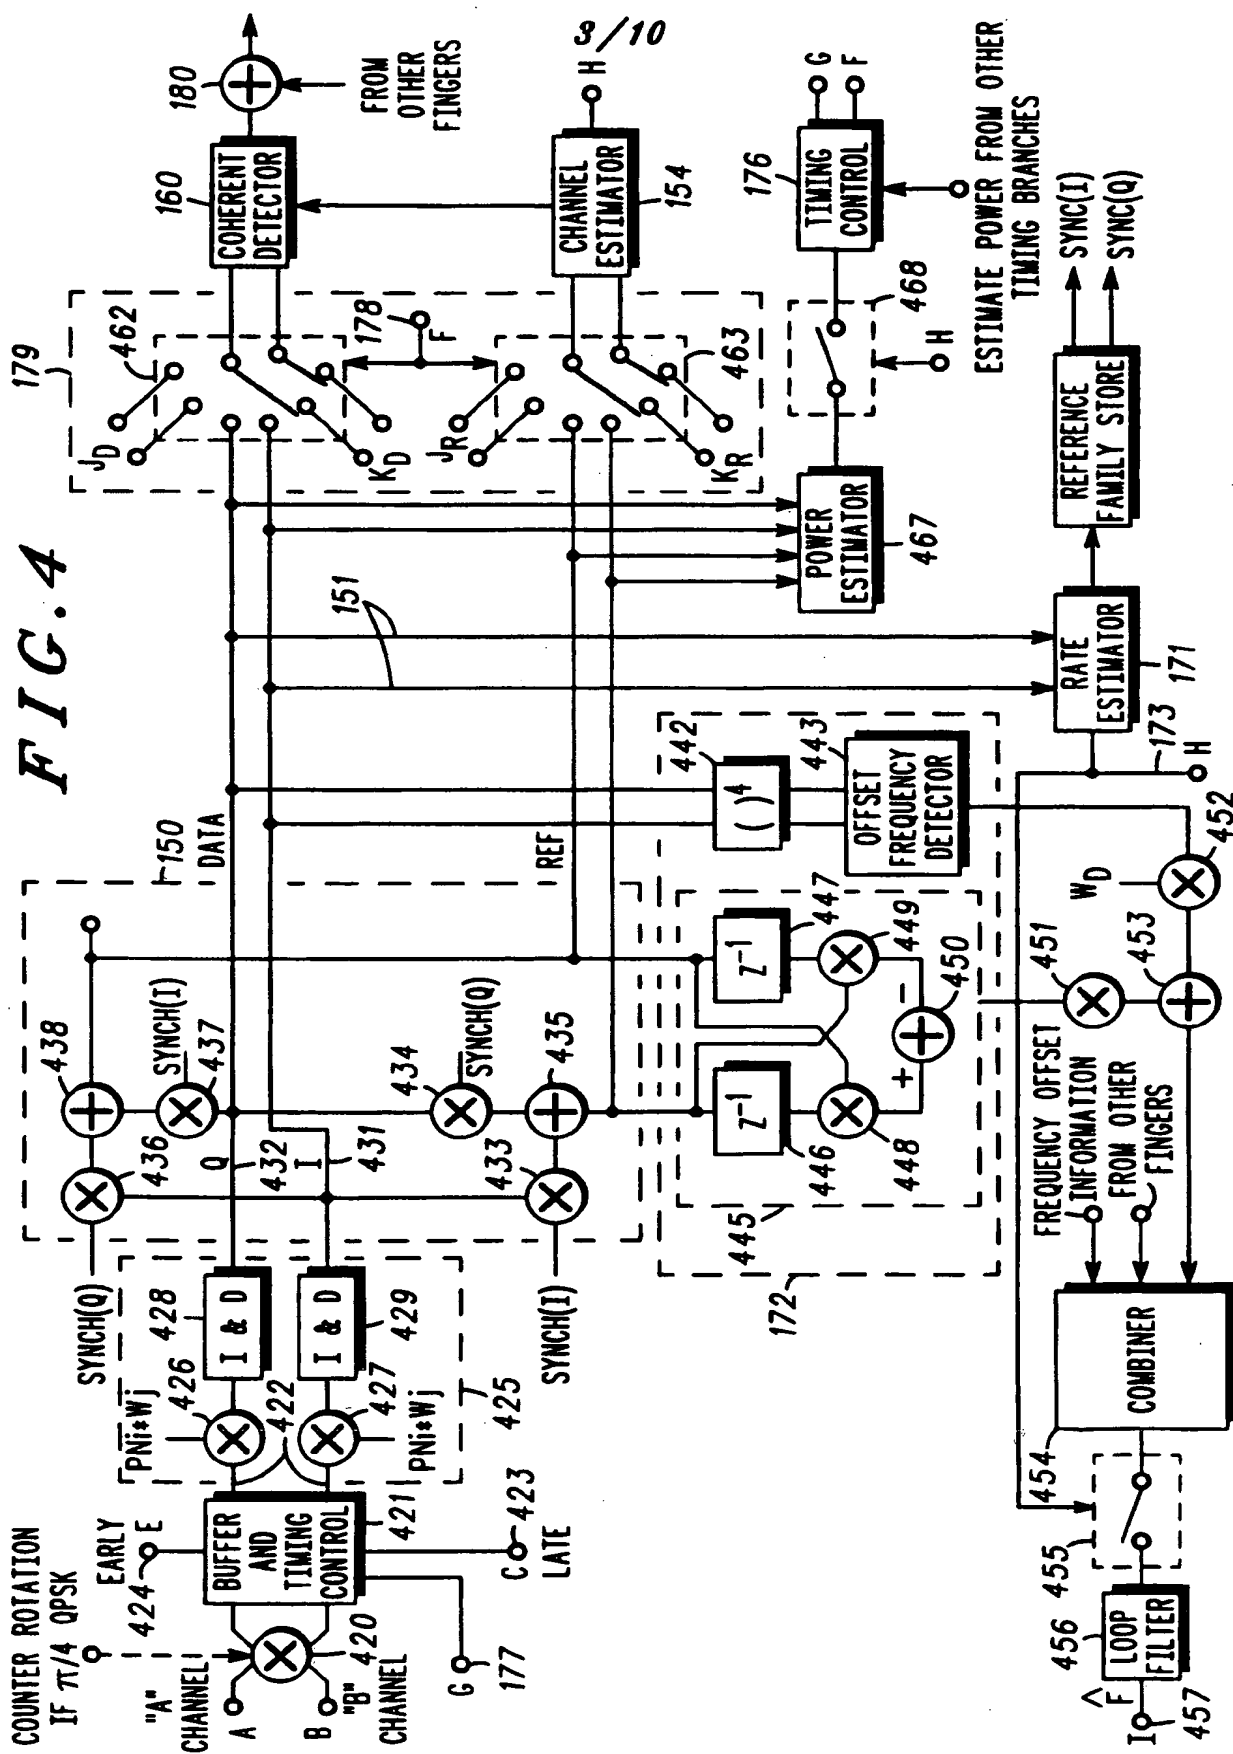 3/10
FIG.4
COUNTER ROTATION
IF π/4 QPSK
"A"
CHANNEL
A
B
"B"
CHANNEL
420
G
177
EARLY
E
424
BUFFER
AND
TIMING
CONTROL
421
C
423
LATE
422
PNi*Wj
426
PNi*Wj
427
425
I & D
428
I & D
429
SYNCH(Q)
436
438
SYNCH(I)
437
Q
432
I
431
434
SYNCH(Q)
435
433
SYNCH(I)
150
DATA
REF
151
179
JD
462
KD
178
F
JR
463
KR
160
COHERENT
DETECTOR
180
FROM
OTHER
FINGERS
CHANNEL
ESTIMATOR
154
H
POWER
ESTIMATOR
467
468
H
176
TIMING
CONTROL
G
F
ESTIMATE POWER FROM OTHER
TIMING BRANCHES
RATE
ESTIMATOR
171
173
H
REFERENCE
FAMILY STORE
SYNC(I)
SYNC(Q)
172
445
Z-1
446
Z-1
447
448
449
+
-
450
( )4
442
OFFSET
FREQUENCY
DETECTOR
443
451
WD
452
453
FREQUENCY OFFSET
INFORMATION
FROM OTHER
FINGERS
COMBINER
454
455
LOOP
FILTER
456
^
F
I
457